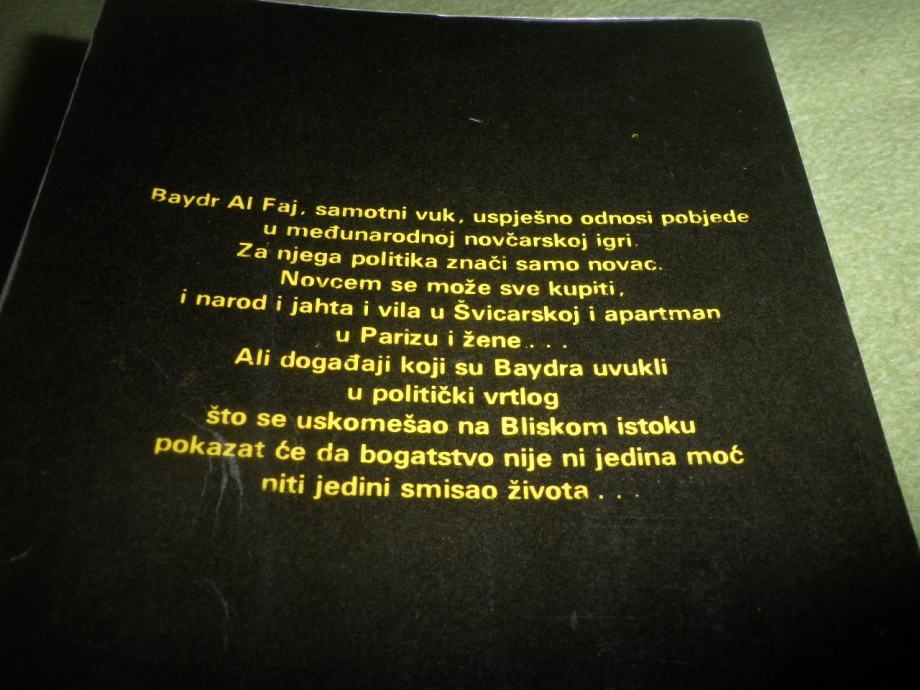 Baydr Al Faj, samotni vuk, uspješno odnosi pobjede
u međunarodnoj novčarskoj igri.
Za njega politika znači samo novac.
Novcem se može sve kupiti,
i narod i jahta i vila u Švicarskoj i apartman
u Parizu i žene . . .
Ali događaji koji su Baydra uvukli
u politički vrtlog
što se uskomešao na Bliskom istoku
pokazat će da bogatstvo nije ni jedina moć
niti jedini smisao života . . .